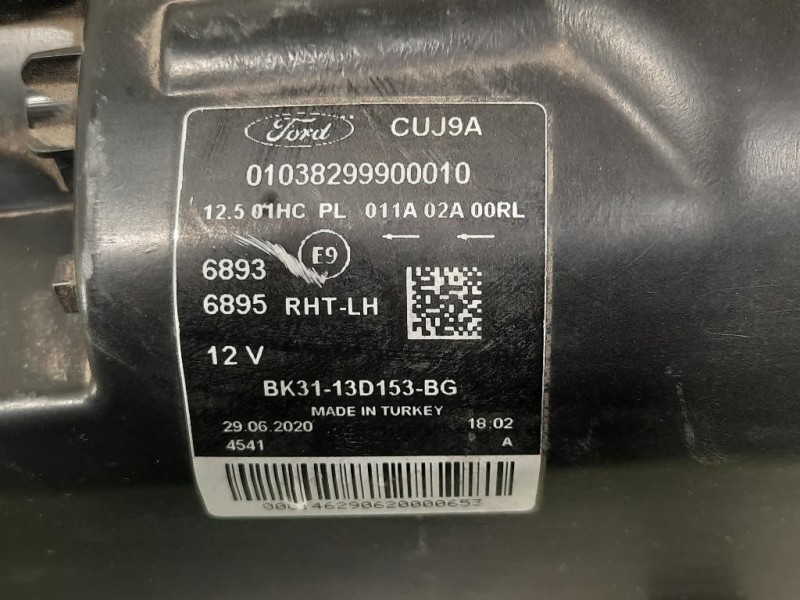 Ford CUJ9A
01038299900010
12.5 01HC PL 011A 02A 00RL
E9
6893
6895 RHT-LH
12 V
BK31-13D153-BG
MADE IN TURKEY
29.06.2020 18:02
4541 A